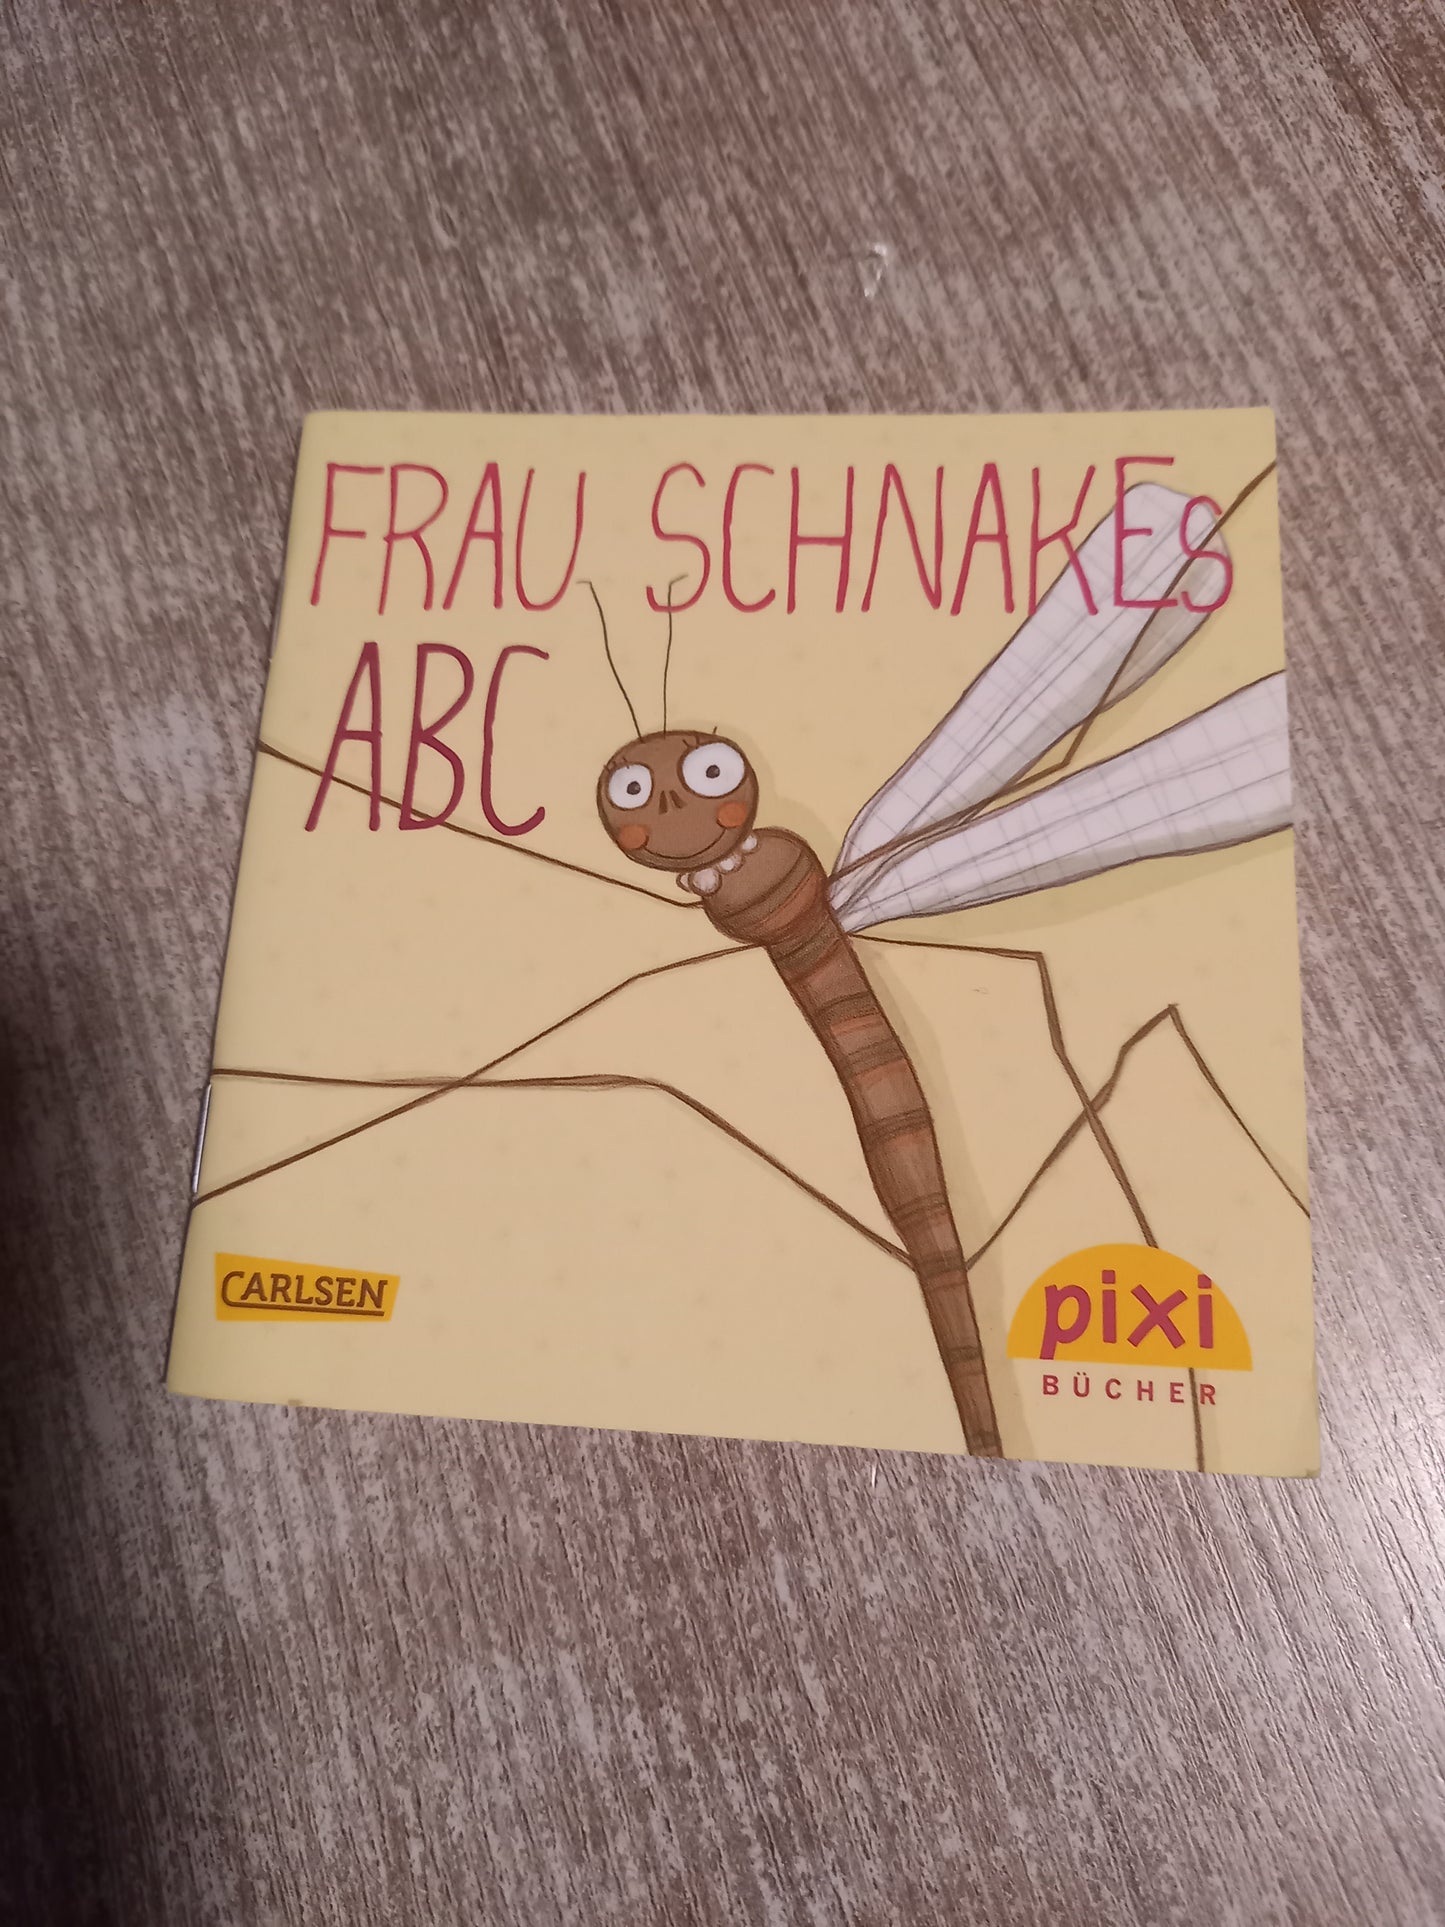 FRAU SCHNAKEs
ABC
CARLSEN
pixi
BÜCHER